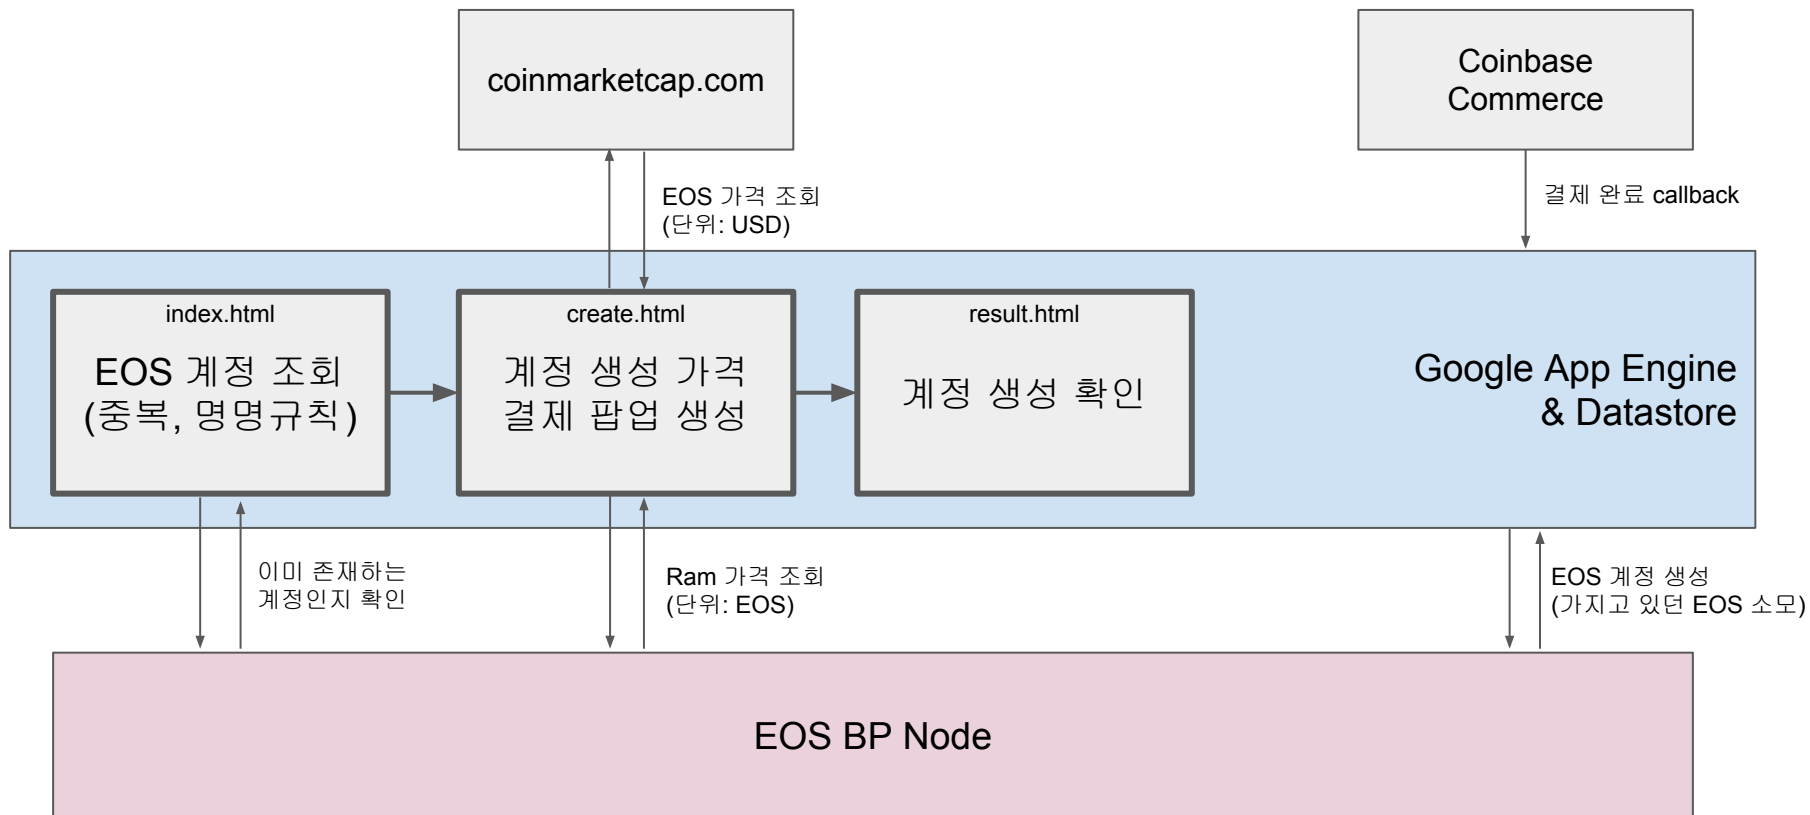 coinmarketcap.com
Coinbase
Commerce
EOS 가격 조회
(단위: USD)
결제 완료 callback
index.html
EOS 계정 조회
(중복, 명명규칙)
create.html
계정 생성 가격
결제 팝업 생성
result.html
계정 생성 확인
Google App Engine
& Datastore
이미 존재하는
계정인지 확인
Ram 가격 조회
(단위: EOS)
EOS 계정 생성
(가지고 있던 EOS 소모)
EOS BP Node